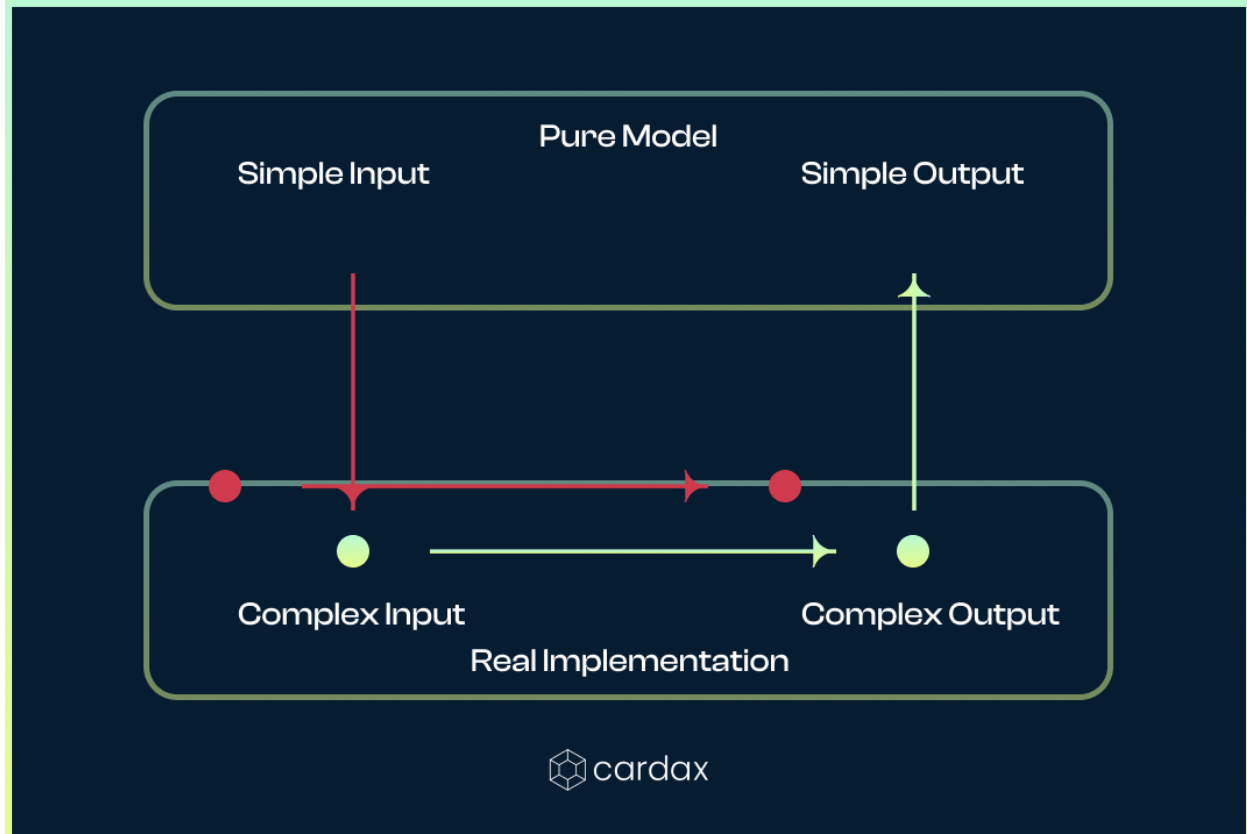 Pure Model
Simple Input
Simple Output
Complex Input
Complex Output
Real Implementation
cardax